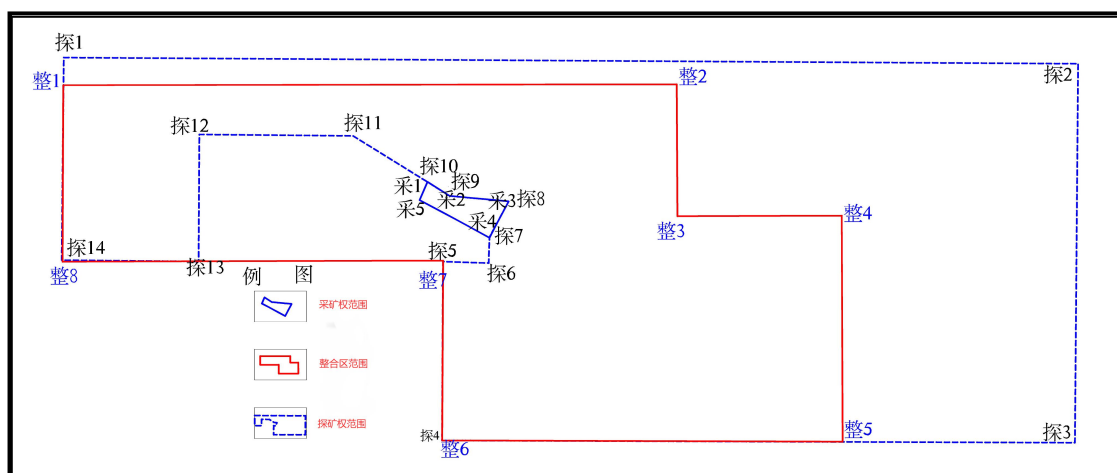 探1
探2
整1
整2
探12
探11
探10
采1
探9
采2
采3
探8
采5
采4
探7
整3
整4
探14
整8
探13
探5
整7
探6
例 图
采矿权范围
整合区范围
探矿权范围
探4
整6
整5
探3